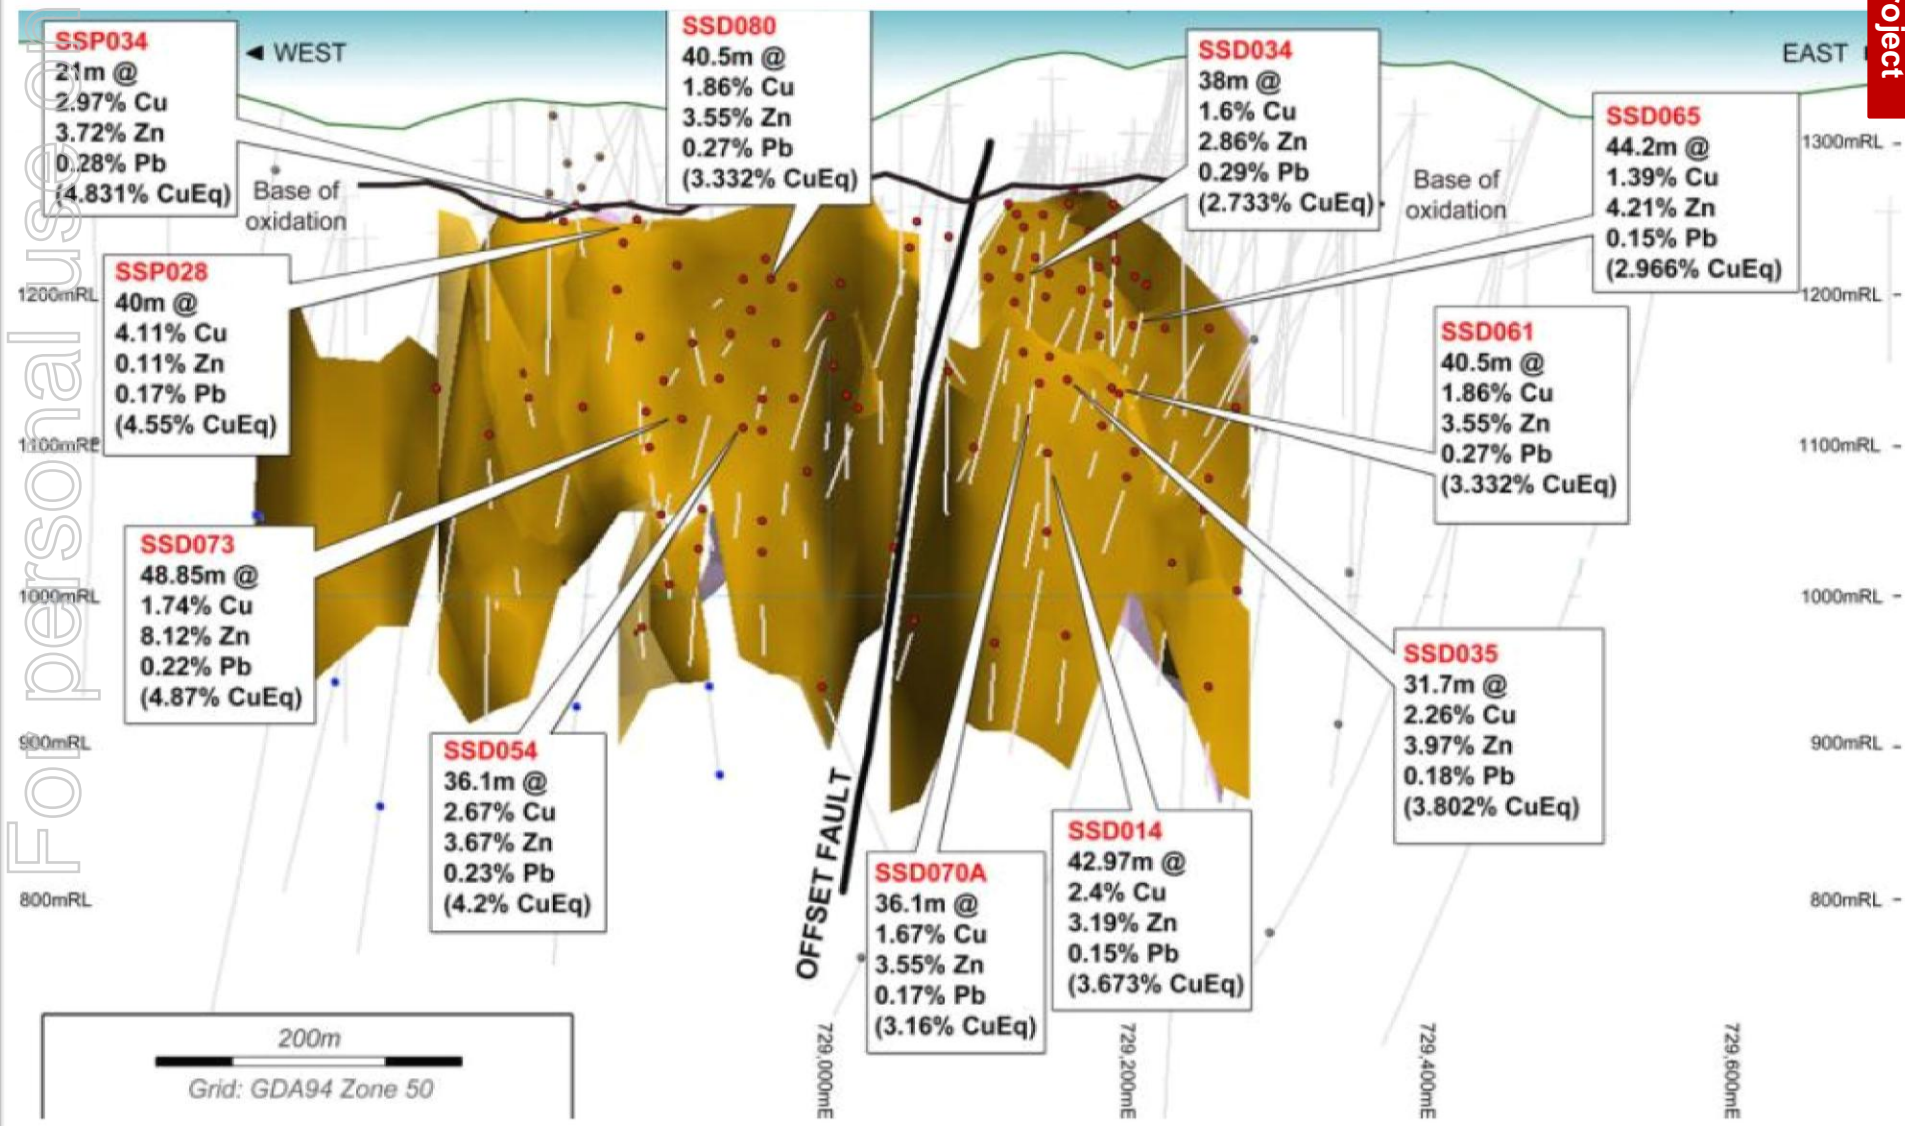 For personal use on
roject
WEST
EAST
SSP034
21m @
2.97% Cu
3.72% Zn
0.28% Pb
(4.831% CuEq)
SSD080
40.5m @
1.86% Cu
3.55% Zn
0.27% Pb
(3.332% CuEq)
SSD034
38m @
1.6% Cu
2.86% Zn
0.29% Pb
(2.733% CuEq)
SSD065
44.2m @
1.39% Cu
4.21% Zn
0.15% Pb
(2.966% CuEq)
Base of
oxidation
Base of
oxidation
SSP028
40m @
4.11% Cu
0.11% Zn
0.17% Pb
(4.55% CuEq)
SSD061
40.5m @
1.86% Cu
3.55% Zn
0.27% Pb
(3.332% CuEq)
SSD073
48.85m @
1.74% Cu
8.12% Zn
0.22% Pb
(4.87% CuEq)
SSD054
36.1m @
2.67% Cu
3.67% Zn
0.23% Pb
(4.2% CuEq)
OFFSET FAULT
SSD070A
36.1m @
1.67% Cu
3.55% Zn
0.17% Pb
(3.16% CuEq)
SSD014
42.97m @
2.4% Cu
3.19% Zn
0.15% Pb
(3.673% CuEq)
SSD035
31.7m @
2.26% Cu
3.97% Zn
0.18% Pb
(3.802% CuEq)
1200mRL
1100mRL
1000mRL
900mRL
800mRL
1300mRL
1200mRL
1100mRL
1000mRL
900mRL
800mRL
729,000mE
729,200mE
729,400mE
729,600mE
200m
Grid: GDA94 Zone 50